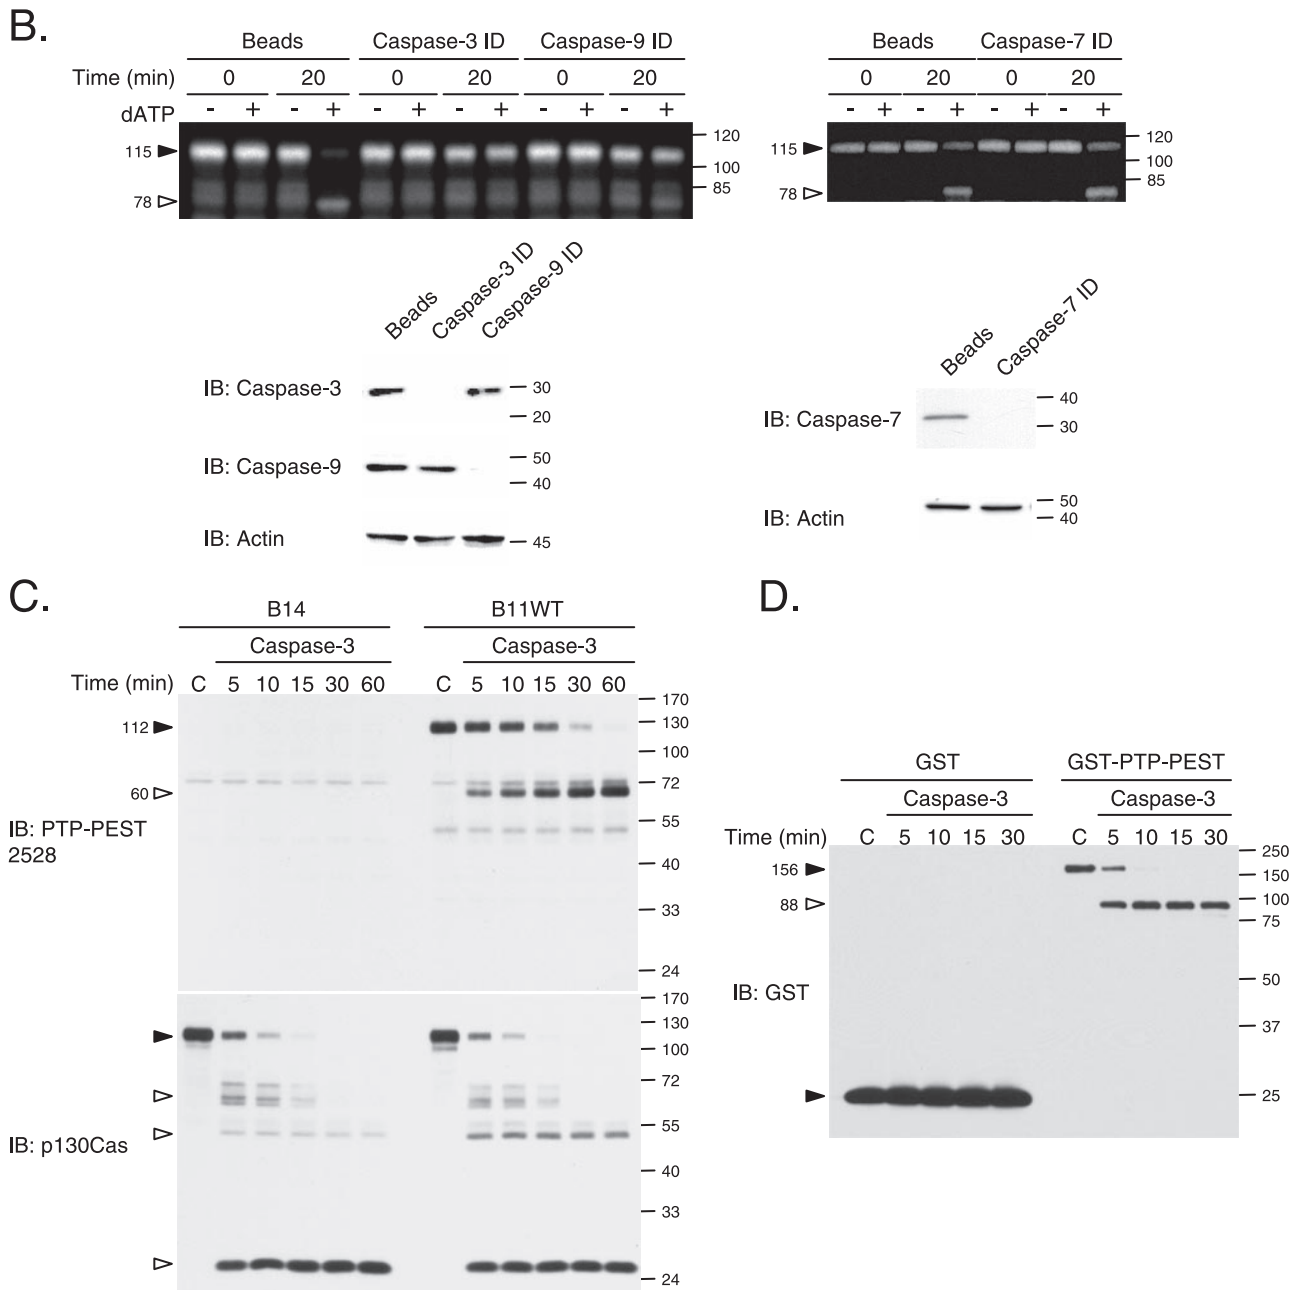 B.
Beads Caspase-3 ID Caspase-9 ID
Time (min) 0 20 0 20 0 20
dATP - + - + - + - + - + - +
115
78
120
100
85
Beads Caspase-7 ID
0 20 0 20
- + - + - + - +
115
78
120
100
85
Beads
Caspase-3 ID
Caspase-9 ID
IB: Caspase-3
30
20
IB: Caspase-9
50
40
IB: Actin
45
Beads
Caspase-7 ID
IB: Caspase-7
40
30
IB: Actin
50
40
C.
B14 B11WT
Caspase-3 Caspase-3
Time (min) C 5 10 15 30 60 C 5 10 15 30 60
112
60
IB: PTP-PEST
2528
170
130
100
72
55
40
33
24
IB: p130Cas
170
130
100
72
55
40
33
24
D.
GST GST-PTP-PEST
Caspase-3 Caspase-3
Time (min) C 5 10 15 30 C 5 10 15 30
156
88
IB: GST
250
150
100
75
50
37
25